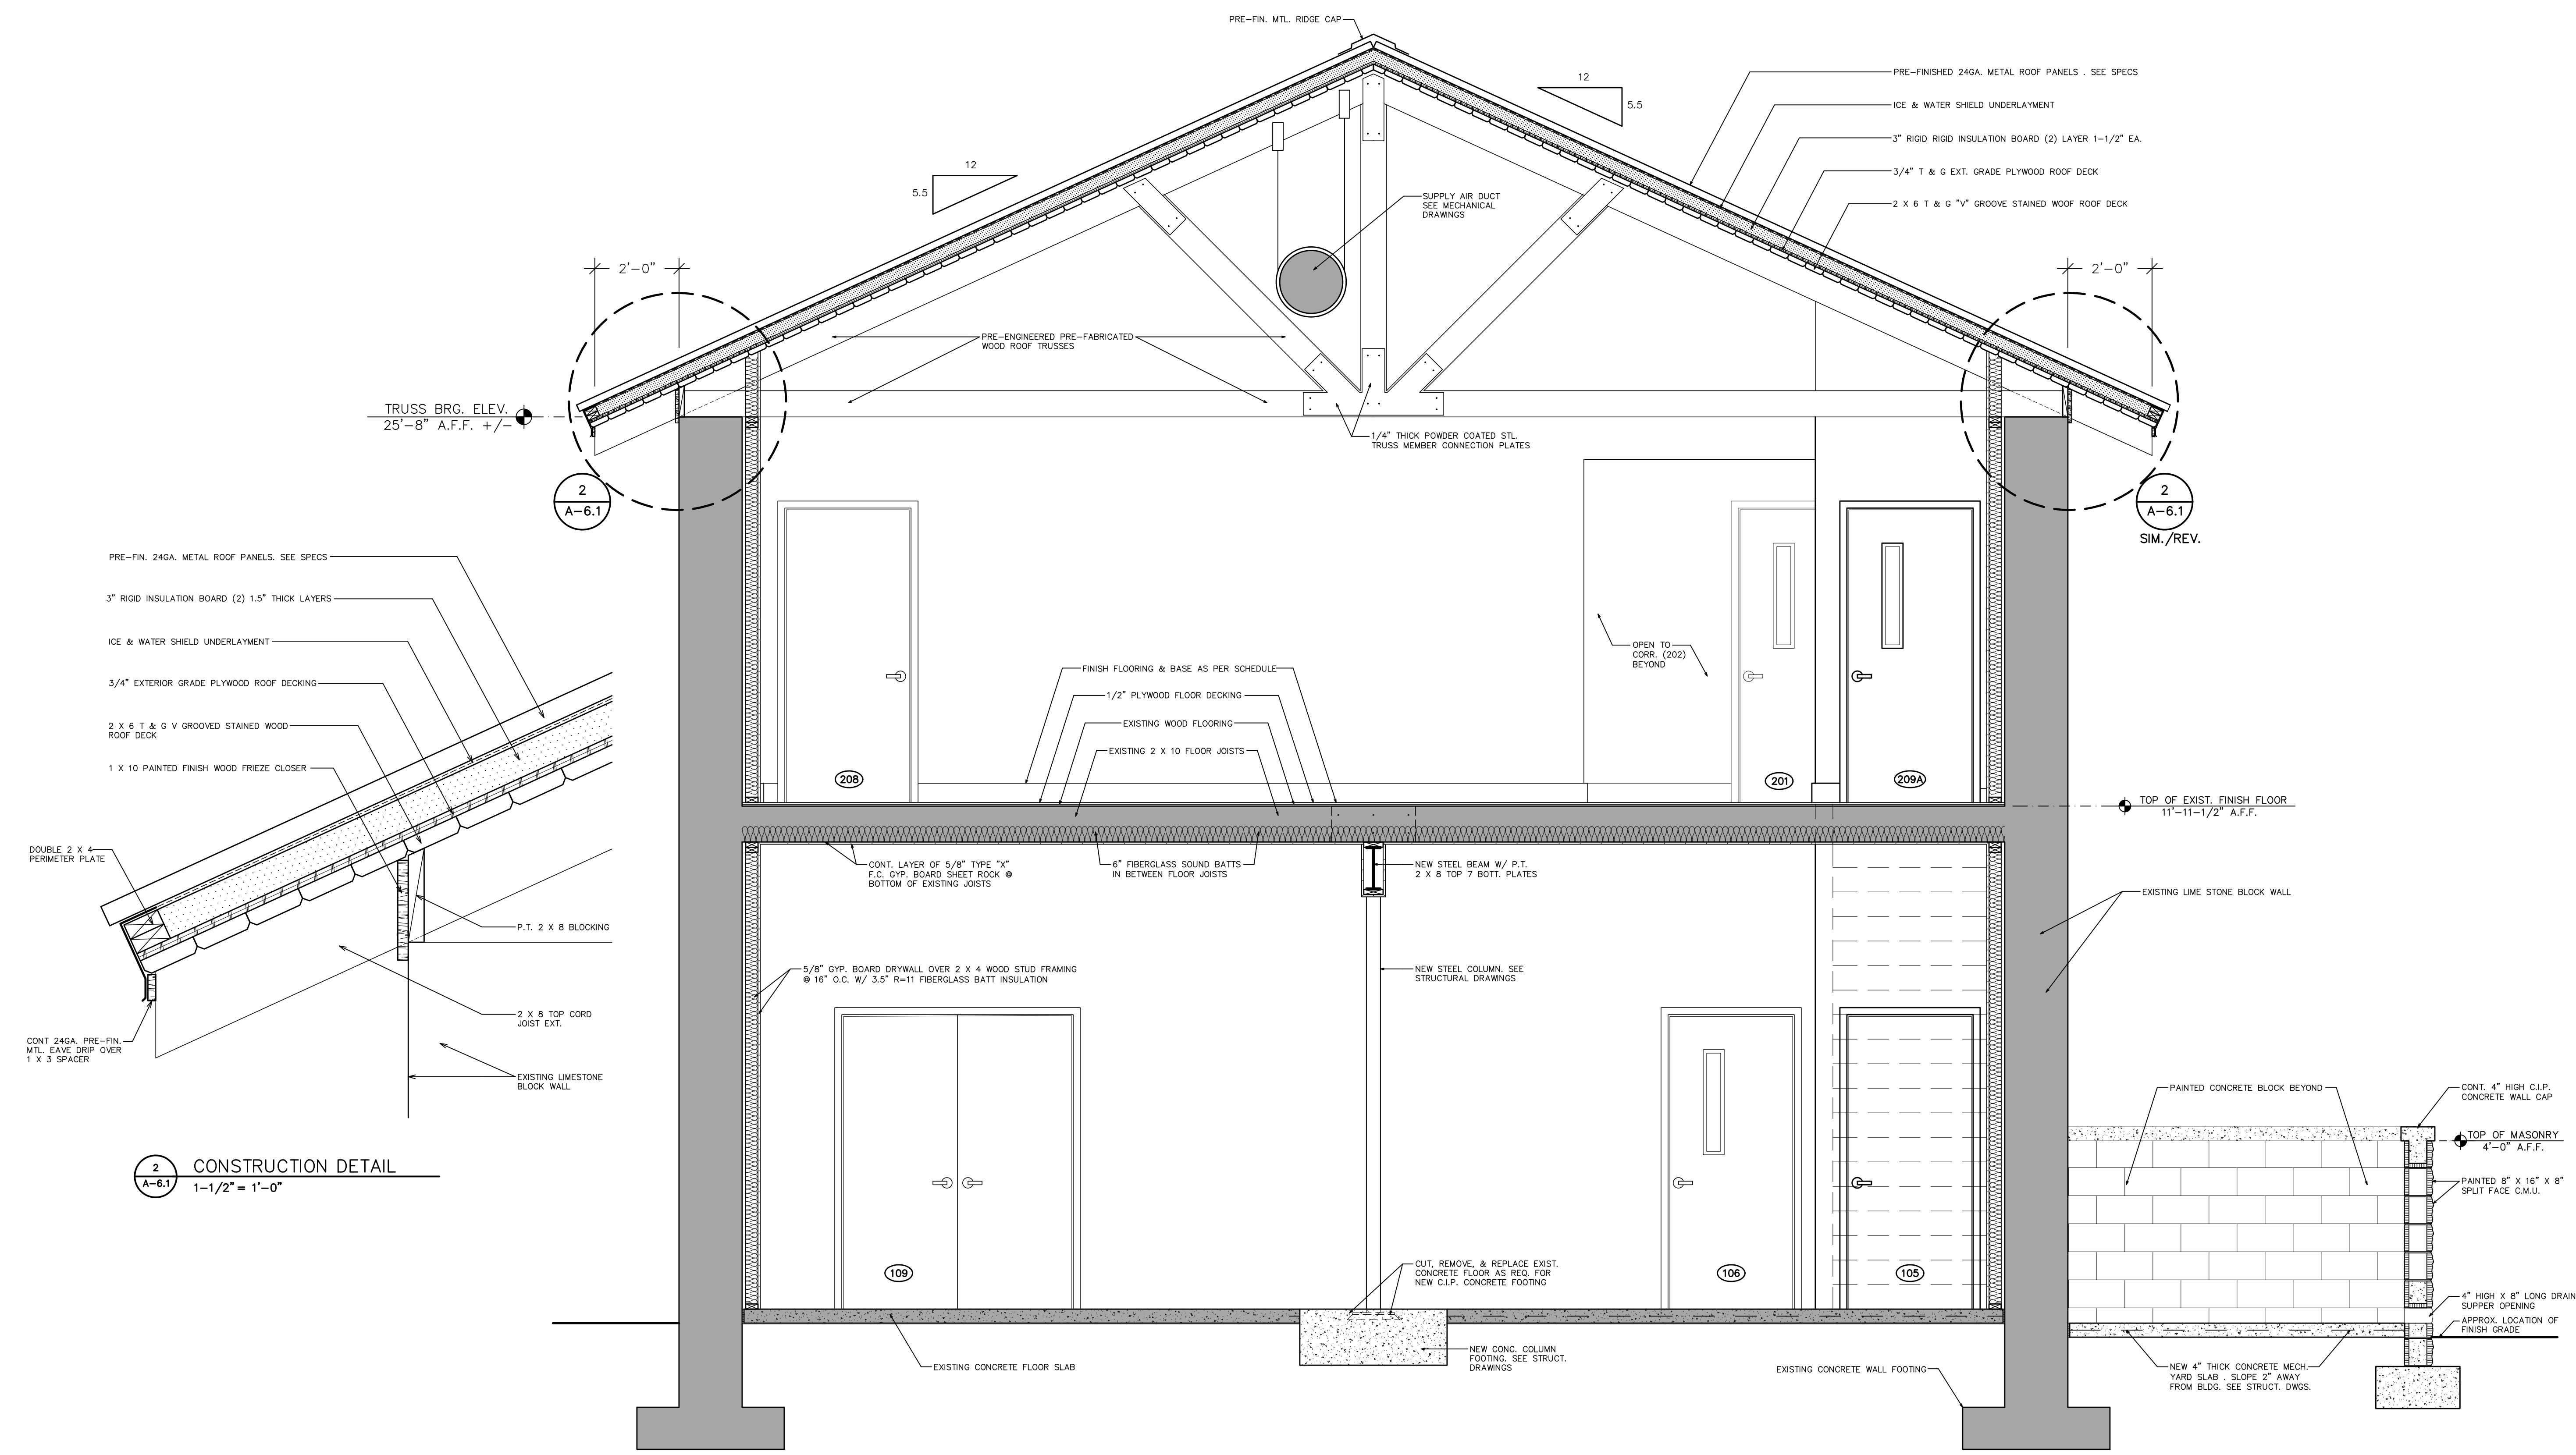 PRE-FIN. MTL. RIDGE CAP
12
5.5
PRE-FINISHED 24GA. METAL ROOF PANELS . SEE SPECS
ICE & WATER SHIELD UNDERLAYMENT
3" RIGID RIGID INSULATION BOARD (2) LAYER 1-1/2" EA.
3/4" T & G EXT. GRADE PLYWOOD ROOF DECK
2 X 6 T & G "V" GROOVE STAINED WOOF ROOF DECK
12
5.5
SUPPLY AIR DUCT
SEE MECHANICAL
DRAWINGS
2'-0"
2'-0"
PRE-ENGINEERED PRE-FABRICATED
WOOD ROOF TRUSSES
TRUSS BRG. ELEV.
25'-8" A.F.F. +/-
1/4" THICK POWDER COATED STL.
TRUSS MEMBER CONNECTION PLATES
2
A-6.1
2
A-6.1
SIM./REV.
PRE-FIN. 24GA. METAL ROOF PANELS. SEE SPECS
3" RIGID INSULATION BOARD (2) 1.5" THICK LAYERS
ICE & WATER SHIELD UNDERLAYMENT
3/4" EXTERIOR GRADE PLYWOOD ROOF DECKING
2 X 6 T & G V GROOVED STAINED WOOD
ROOF DECK
1 X 10 PAINTED FINISH WOOD FRIEZE CLOSER
DOUBLE 2 X 4
PERIMETER PLATE
P.T. 2 X 8 BLOCKING
2 X 8 TOP CORD
JOIST EXT.
CONT 24GA. PRE-FIN.
MTL. EAVE DRIP OVER
1 X 3 SPACER
EXISTING LIMESTONE
BLOCK WALL
2
A-6.1
CONSTRUCTION DETAIL
1-1/2" = 1'-0"
OPEN TO
CORR. (202)
BEYOND
FINISH FLOORING & BASE AS PER SCHEDULE
1/2" PLYWOOD FLOOR DECKING
EXISTING WOOD FLOORING
EXISTING 2 X 10 FLOOR JOISTS
208
201
209A
TOP OF EXIST. FINISH FLOOR
11'-11-1/2" A.F.F.
CONT. LAYER OF 5/8" TYPE "X"
F.C. GYP. BOARD SHEET ROCK @
BOTTOM OF EXISTING JOISTS
6" FIBERGLASS SOUND BATTS
IN BETWEEN FLOOR JOISTS
NEW STEEL BEAM W/ P.T.
2 X 8 TOP 7 BOTT. PLATES
EXISTING LIME STONE BLOCK WALL
5/8" GYP. BOARD DRYWALL OVER 2 X 4 WOOD STUD FRAMING
@ 16" O.C. W/ 3.5" R=11 FIBERGLASS BATT INSULATION
NEW STEEL COLUMN. SEE
STRUCTURAL DRAWINGS
PAINTED CONCRETE BLOCK BEYOND
CONT. 4" HIGH C.I.P.
CONCRETE WALL CAP
TOP OF MASONRY
4'-0" A.F.F.
PAINTED 8" X 16" X 8"
SPLIT FACE C.M.U.
CUT, REMOVE, & REPLACE EXIST.
CONCRETE FLOOR AS REQ. FOR
NEW C.I.P. CONCRETE FOOTING
109
106
105
4" HIGH X 8" LONG DRAIN
SUPPER OPENING
APPROX. LOCATION OF
FINISH GRADE
EXISTING CONCRETE FLOOR SLAB
NEW CONC. COLUMN
FOOTING. SEE STRUCT.
DRAWINGS
EXISTING CONCRETE WALL FOOTING
NEW 4" THICK CONCRETE MECH.
YARD SLAB . SLOPE 2" AWAY
FROM BLDG. SEE STRUCT. DWGS.